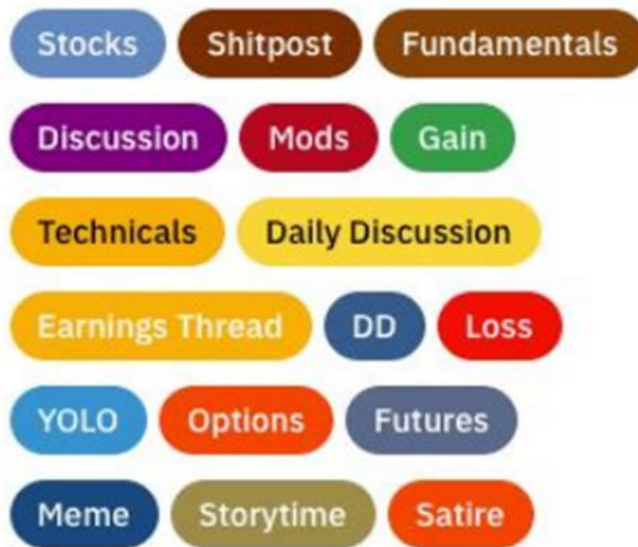 Stocks Shitpost Fundamentals
Discussion Mods Gain
Technicals Daily Discussion
Earnings Thread DD Loss
YOLO Options Futures
Meme Storytime Satire